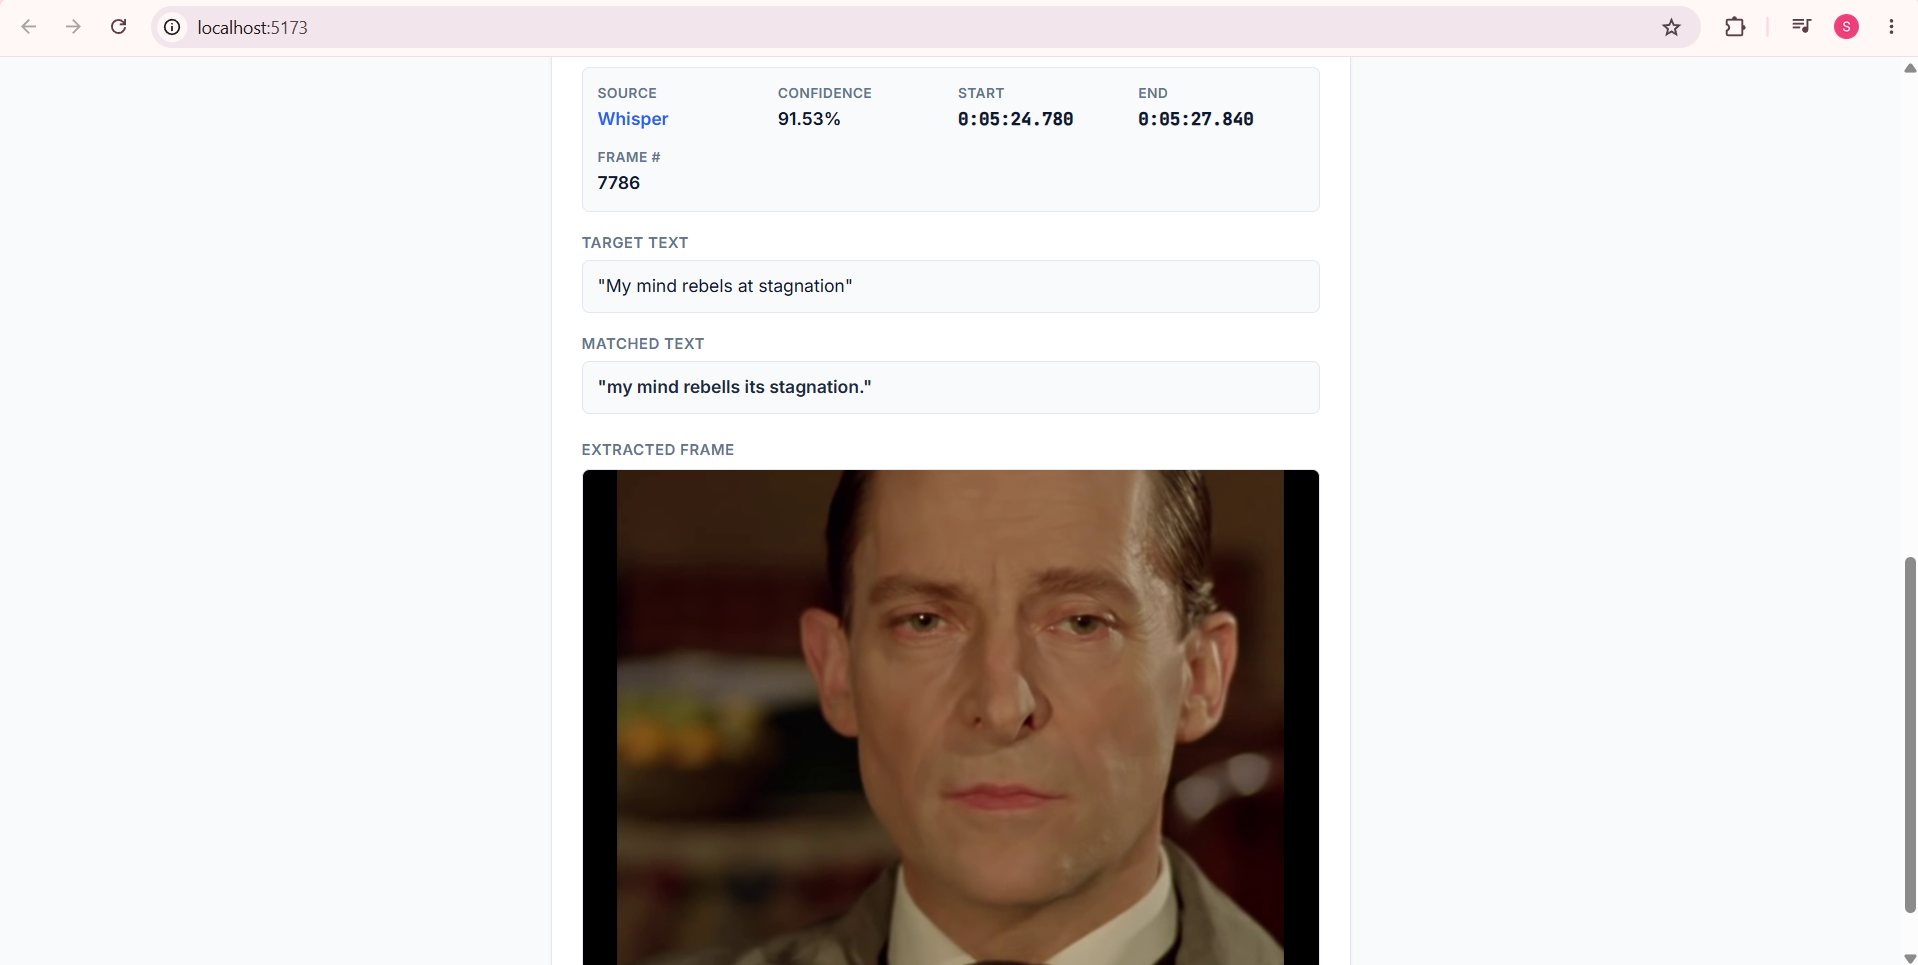 localhost:5173
S
SOURCE CONFIDENCE START END
Whisper 91.53% 0:05:24.780 0:05:27.840
FRAME #
7786
TARGET TEXT
"My mind rebels at stagnation"
MATCHED TEXT
"my mind rebells its stagnation."
EXTRACTED FRAME